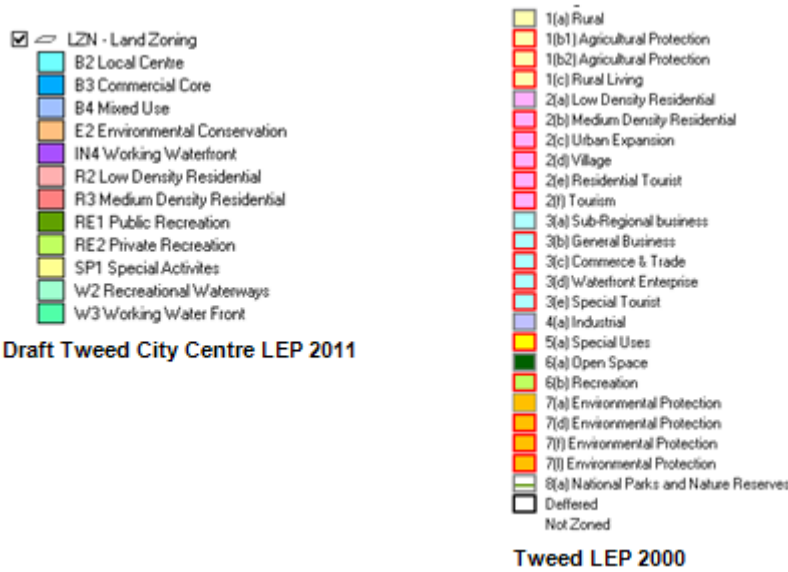 LZN - Land Zoning
B2 Local Centre
B3 Commercial Core
B4 Mixed Use
E2 Environmental Conservation
IN4 Working Waterfront
R2 Low Density Residential
R3 Medium Density Residential
RE1 Public Recreation
RE2 Private Recreation
SP1 Special Activites
W2 Recreational Waterways
W3 Working Water Front
Draft Tweed City Centre LEP 2011
1(a) Rural
1(b1) Agricultural Protection
1(b2) Agricultural Protection
1(c) Rural Living
2(a) Low Density Residential
2(b) Medium Density Residential
2(c) Urban Expansion
2(d) Village
2(e) Residential Tourist
2(f) Tourism
3(a) Sub-Regional business
3(b) General Business
3(c) Commerce & Trade
3(d) Waterfront Enterprise
3(e) Special Tourist
4(a) Industrial
5(a) Special Uses
6(a) Open Space
6(b) Recreation
7(a) Environmental Protection
7(d) Environmental Protection
7(f) Environmental Protection
7(l) Environmental Protection
8(a) National Parks and Nature Reserves
Deffered
Not Zoned
Tweed LEP 2000